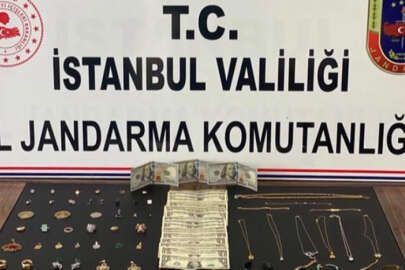 T.C.
İSTANBUL VALİLİĞİ
L JANDARMA KOMUTANLIĞ